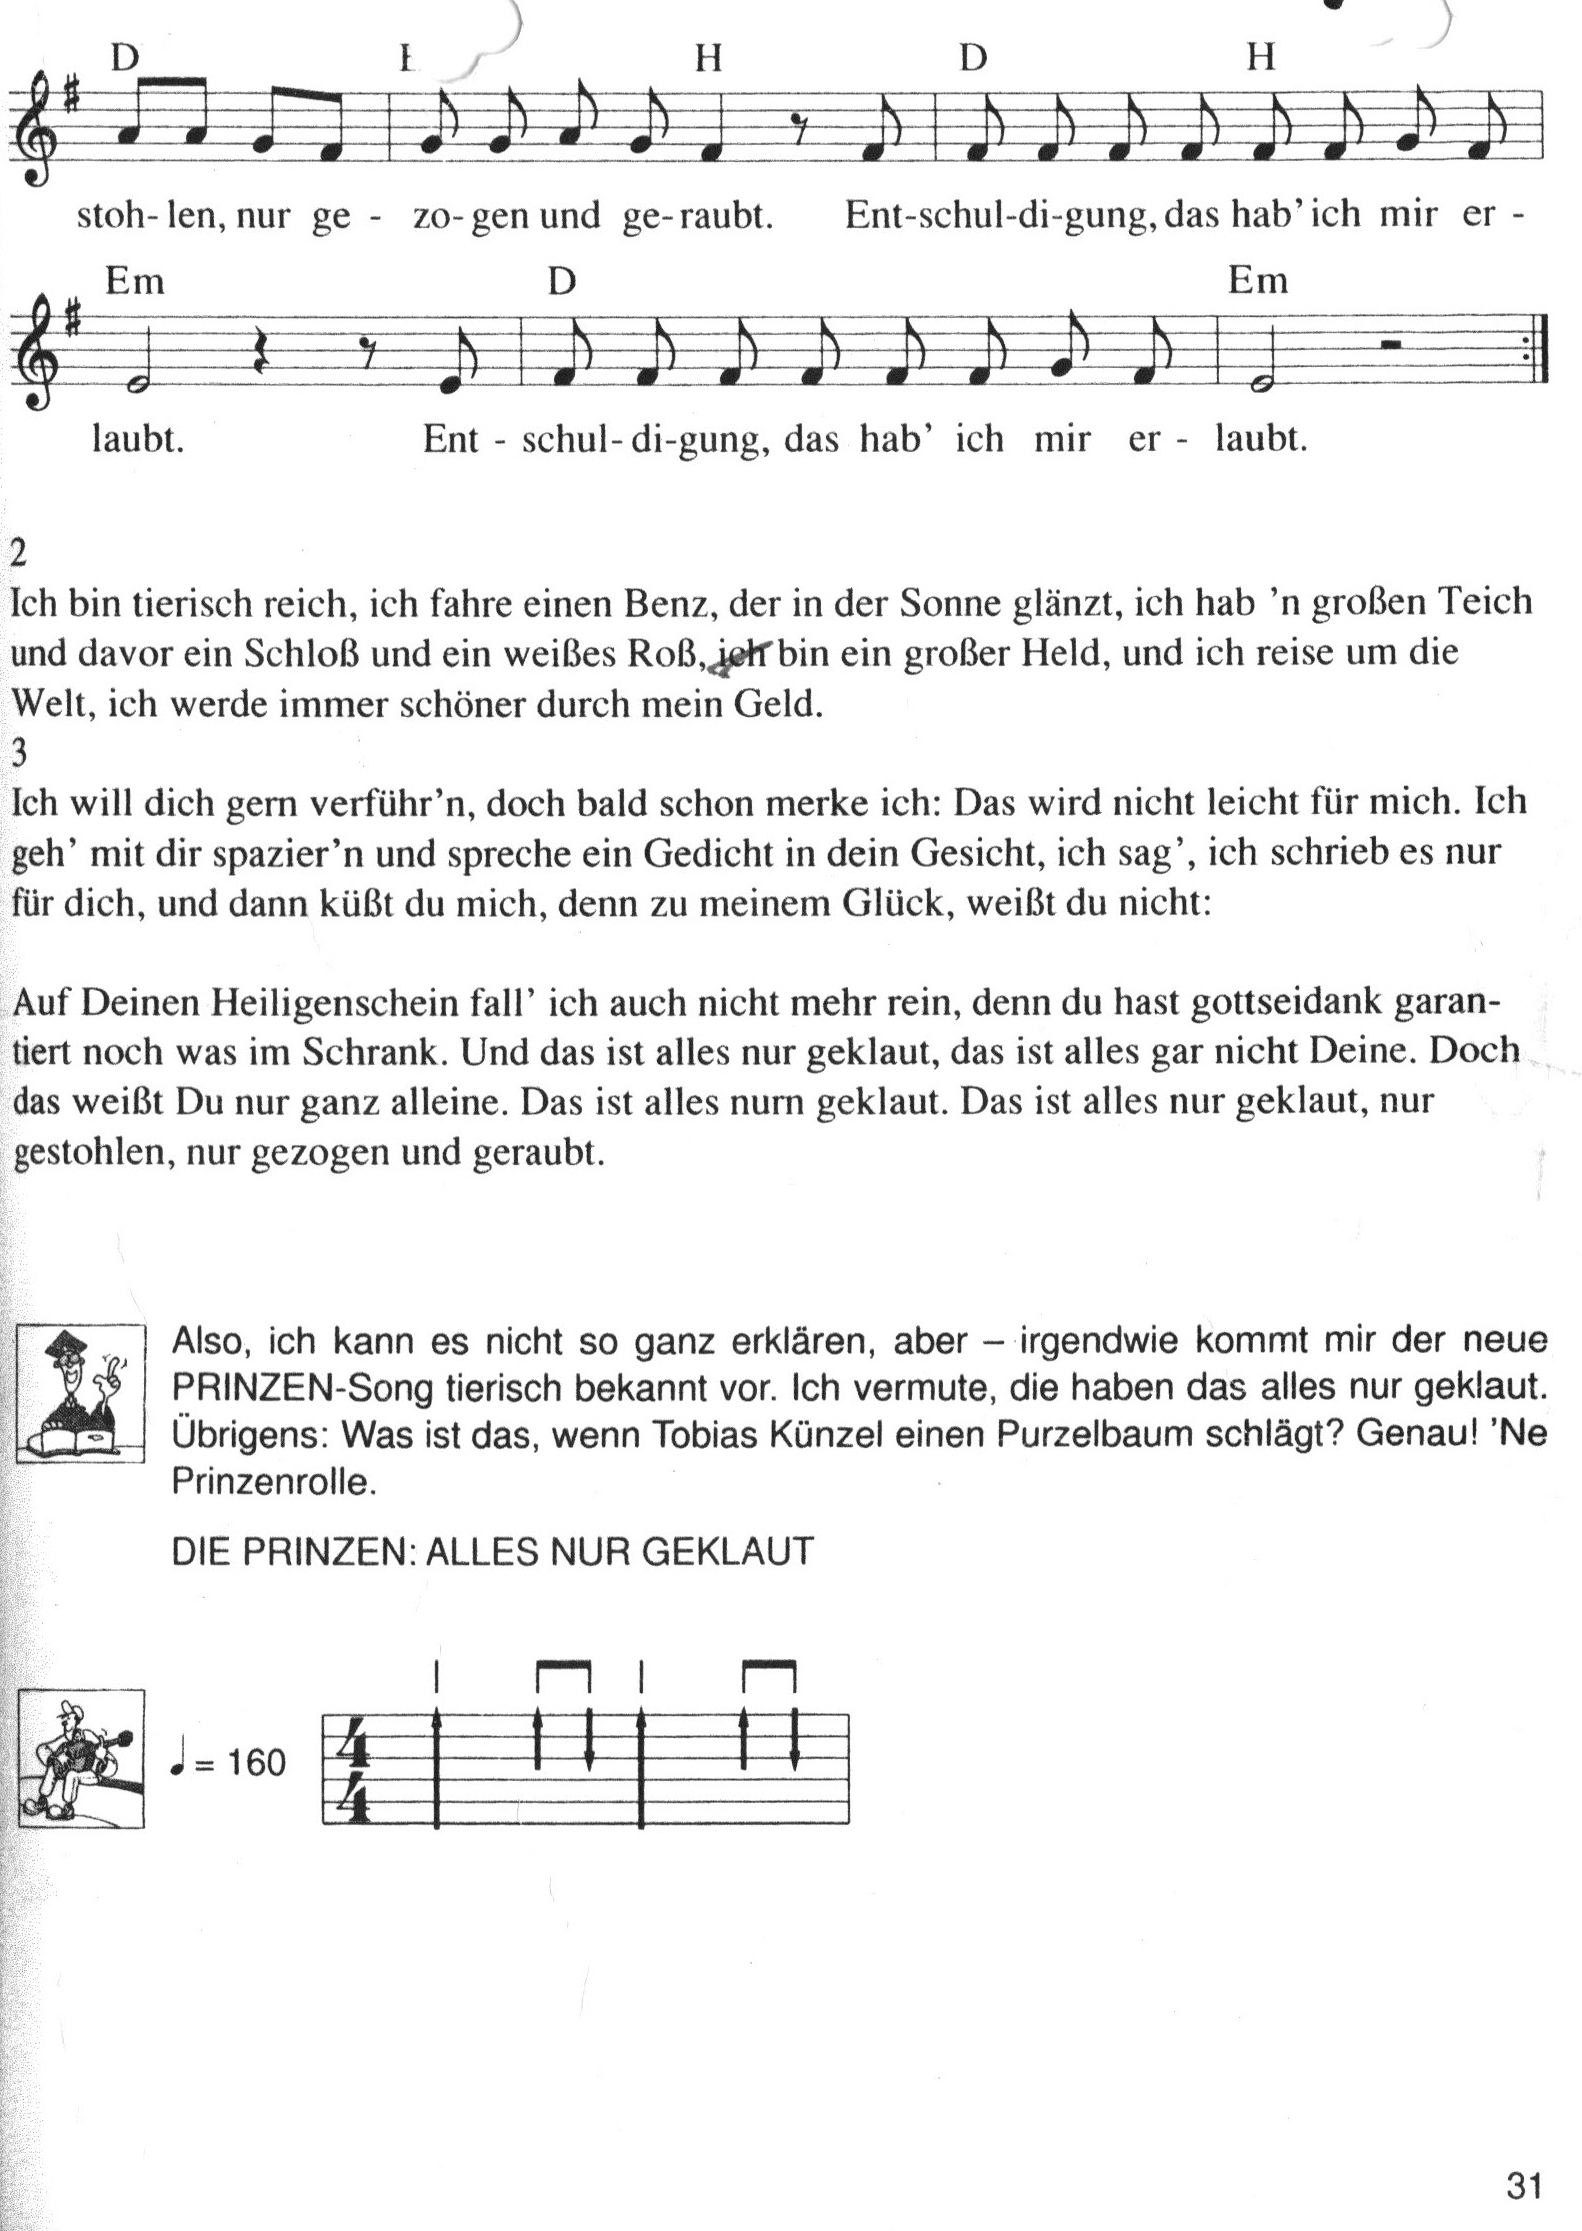 D H D H
stoh- len, nur ge - zo- gen und ge- raubt. Ent-schul-di-gung, das hab’ ich mir er -
Em D Em
laubt. Ent - schul- di-gung, das hab’ ich mir er - laubt.
2
Ich bin tierisch reich, ich fahre einen Benz, der in der Sonne glänzt, ich hab ’n großen Teich
und davor ein Schloß und ein weißes Roß, ich bin ein großer Held, und ich reise um die
Welt, ich werde immer schöner durch mein Geld.
3
Ich will dich gern verführ’n, doch bald schon merke ich: Das wird nicht leicht für mich. Ich
geh’ mit dir spazier’n und spreche ein Gedicht in dein Gesicht, ich sag’, ich schrieb es nur
für dich, und dann küßt du mich, denn zu meinem Glück, weißt du nicht:
Auf Deinen Heiligenschein fall’ ich auch nicht mehr rein, denn du hast gottseidank garan-
tiert noch was im Schrank. Und das ist alles nur geklaut, das ist alles gar nicht Deine. Doch
das weißt Du nur ganz alleine. Das ist alles nurn geklaut. Das ist alles nur geklaut, nur
gestohlen, nur gezogen und geraubt.
Also, ich kann es nicht so ganz erklären, aber – irgendwie kommt mir der neue
PRINZEN-Song tierisch bekannt vor. Ich vermute, die haben das alles nur geklaut.
Übrigens: Was ist das, wenn Tobias Künzel einen Purzelbaum schlägt? Genau! ’Ne
Prinzenrolle.
DIE PRINZEN: ALLES NUR GEKLAUT
♩ = 160 4/4
31